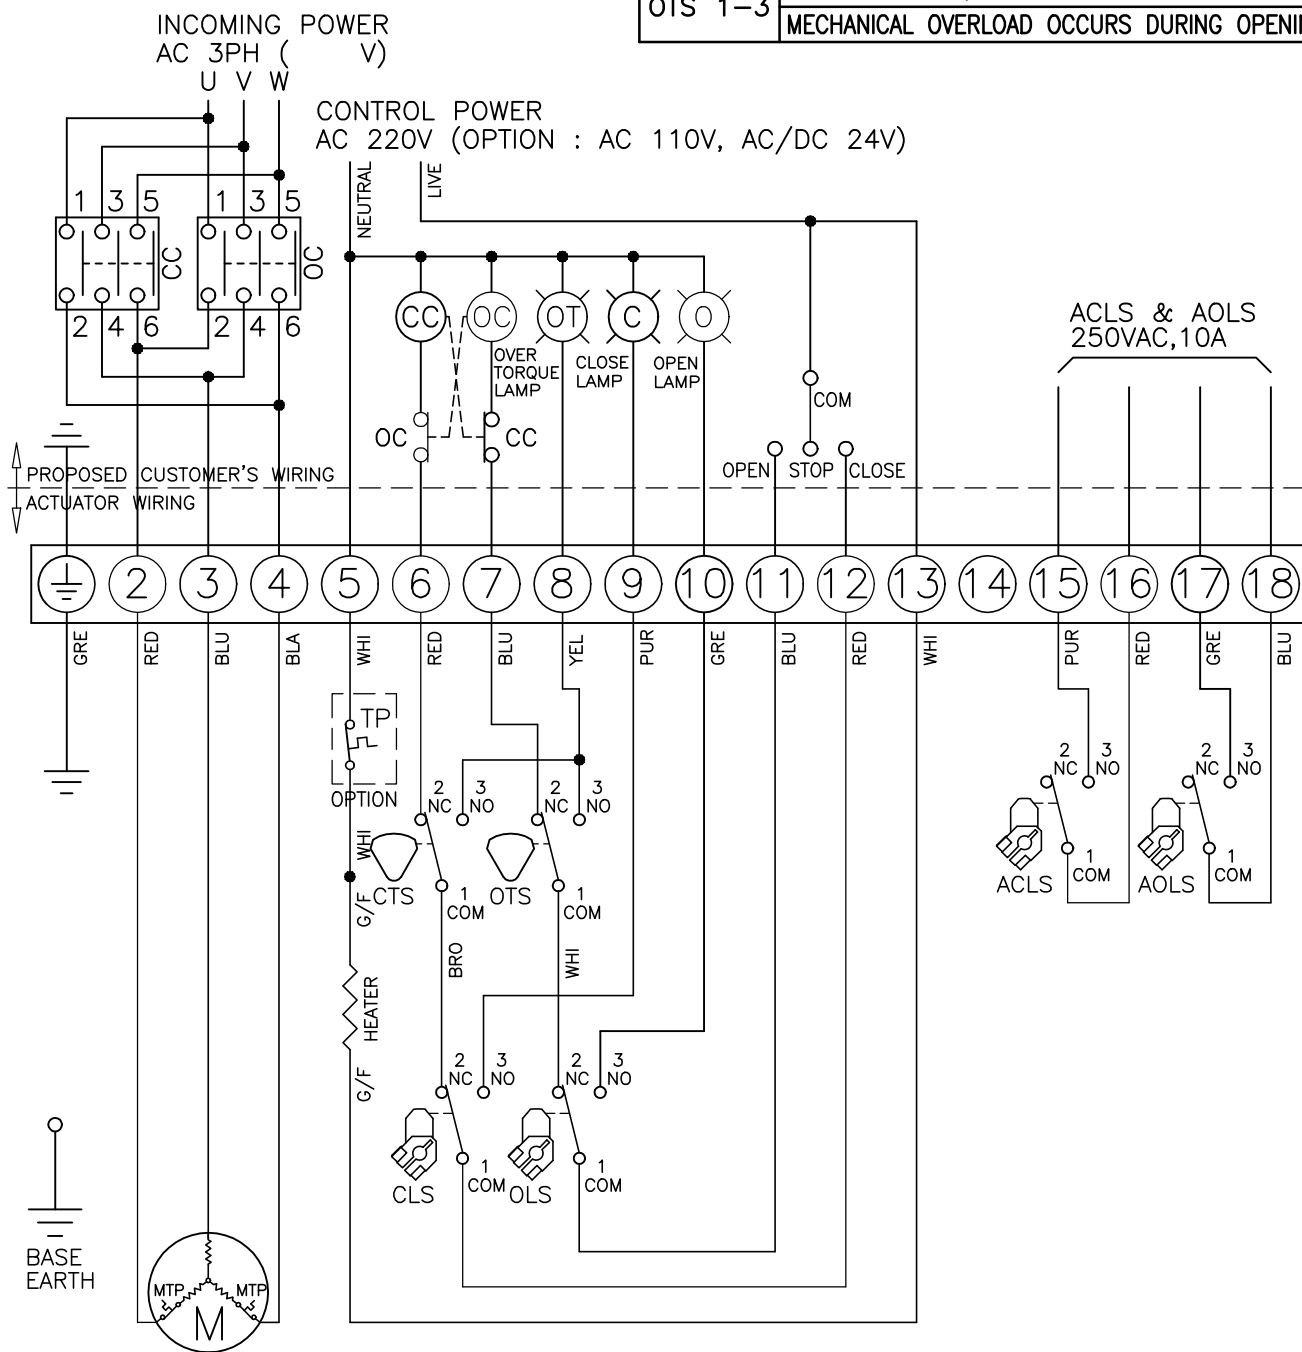 OTS 1-3
MECHANICAL OVERLOAD OCCURS DURING
INCOMING POWER
AC 3PH ( V)
U V W
CONTROL POWER
AC 220V (OPTION : AC 110V, AC/DC 24V)
NEUTRAL
LIVE
1 3 5
1 3 5
CC
OC
2 4 6
2 4 6
CC
OC
OT
C
O
OVER
TORQUE
LAMP
CLOSE
LAMP
OPEN
LAMP
ACLS & AOLS
250VAC,10A
COM
OC
CC
OPEN STOP CLOSE
PROPOSED CUSTOMER'S WIRING
ACTUATOR WIRING
2 3 4 5 6 7 8 9 10 11 12 13 14 15 16 17 18
GRE
RED
BLU
BLA
WHI
RED
BLU
YEL
PUR
GRE
BLU
RED
WHI
PUR
RED
GRE
BLU
TP
OPTION
2
NC
3
NO
2
NC
3
NO
2
NC
3
NO
2
NC
3
NO
WHI
G/F
CTS
1
COM
OTS
1
COM
ACLS
1
COM
AOLS
1
COM
BRO
WHI
HEATER
G/F
2
NC
3
NO
2
NC
3
NO
CLS
1
COM
OLS
1
COM
BASE
EARTH
MTP
MTP
M